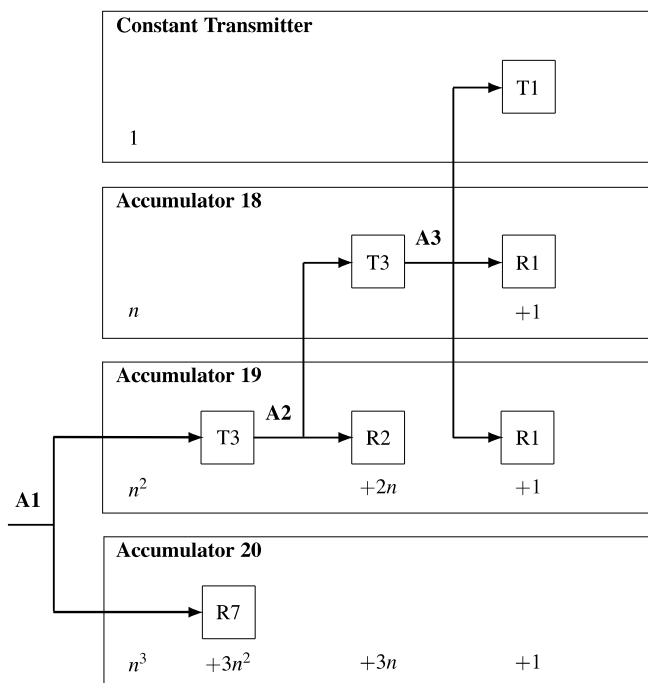 Constant Transmitter
T1
1
Accumulator 18
T3
A3
R1
n
+1
Accumulator 19
T3
A2
R2
R1
n²
+2n
+1
A1
Accumulator 20
R7
n³
+3n²
+3n
+1